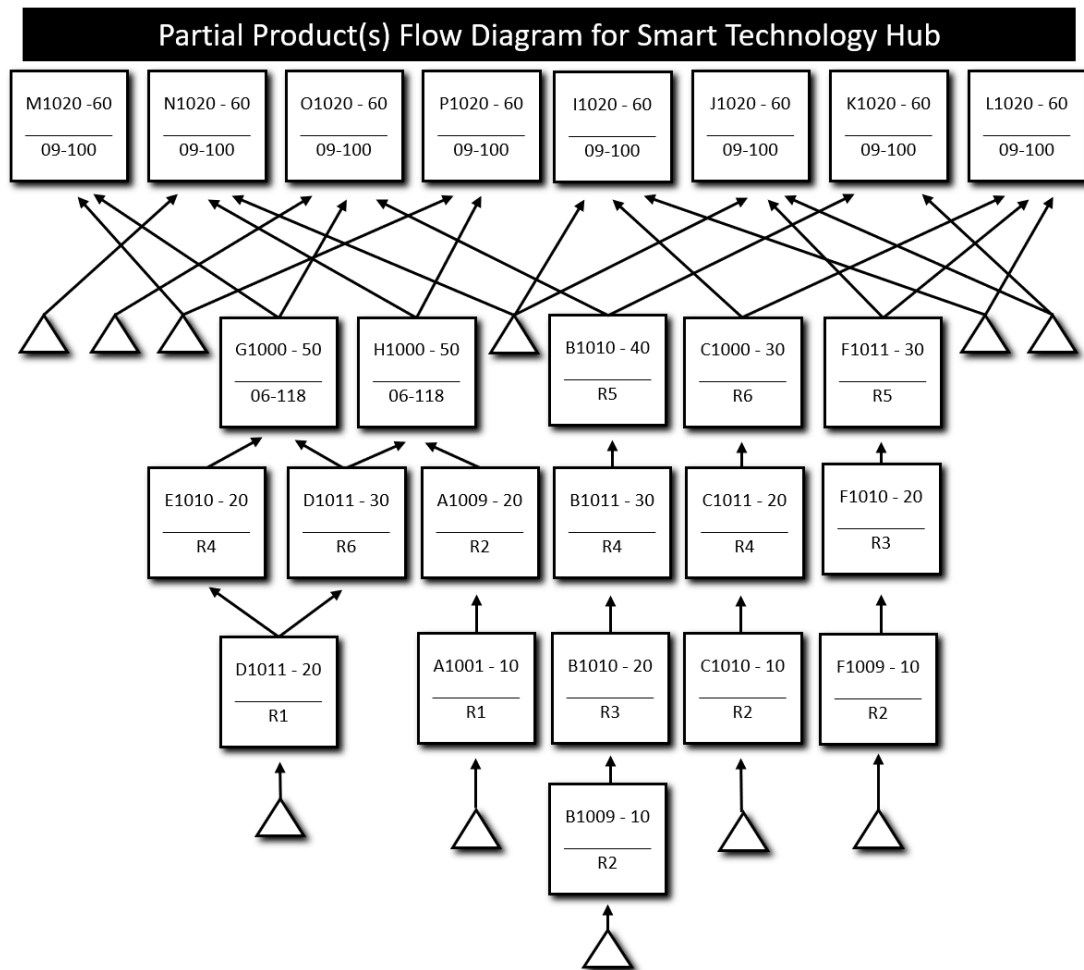 Partial Product(s) Flow Diagram for Smart Technology Hub
M1020 -60
09-100
N1020 - 60
09-100
O1020 - 60
09-100
P1020 - 60
09-100
I1020 - 60
09-100
J1020 - 60
09-100
K1020 - 60
09-100
L1020 - 60
09-100
G1000 - 50
06-118
H1000 - 50
06-118
B1010 - 40
R5
C1000 - 30
R6
F1011 - 30
R5
E1010 - 20
R4
D1011 - 30
R6
A1009 - 20
R2
B1011 - 30
R4
C1011 - 20
R4
F1010 - 20
R3
D1011 - 20
R1
A1001 - 10
R1
B1010 - 20
R3
C1010 - 10
R2
F1009 - 10
R2
B1009 - 10
R2